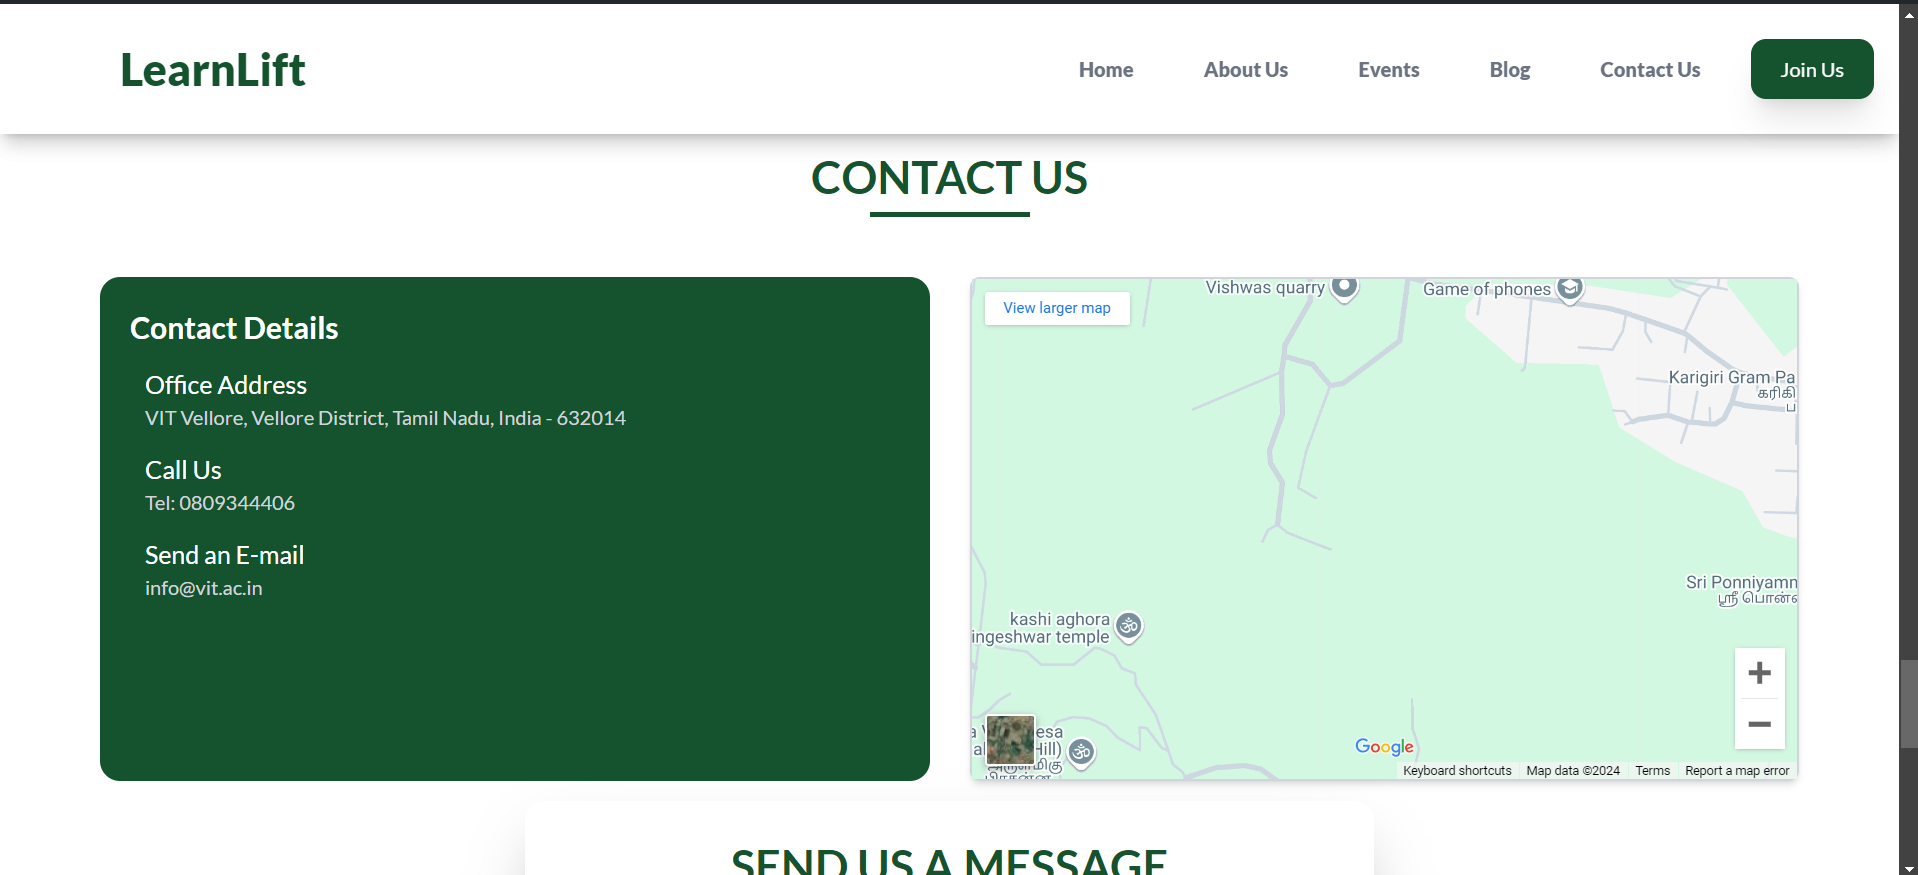 LearnLift
Home
About Us
Events
Blog
Contact Us
Join Us
CONTACT US
Contact Details
Office Address
VIT Vellore, Vellore District, Tamil Nadu, India - 632014
Call Us
Tel: 0809344406
Send an E-mail
info@vit.ac.in
View larger map
Vishwas quarry
Game of phones
Karigiri Gram Pa
கரிகி
ப
Sri Ponniyamn
ஸ்ரீ பொன்
kashi aghora
ingeshwar temple
esa
Hill)
Google
Keyboard shortcuts
Map data ©2024
Terms
Report a map error
SEND US A MESSAGE